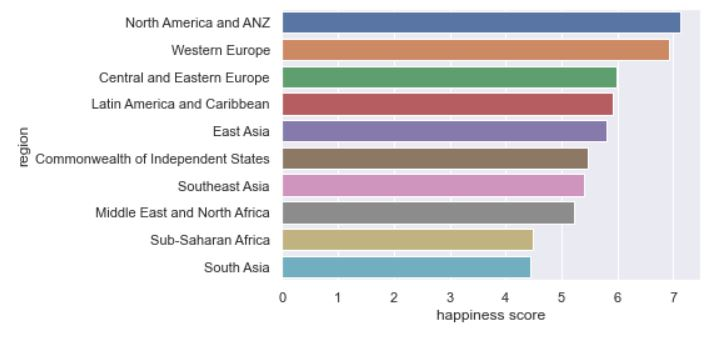 North America and ANZ
Western Europe
Central and Eastern Europe
Latin America and Caribbean
East Asia
Commonwealth of Independent States
Southeast Asia
Middle East and North Africa
Sub-Saharan Africa
South Asia
region
0 1 2 3 4 5 6 7
happiness score